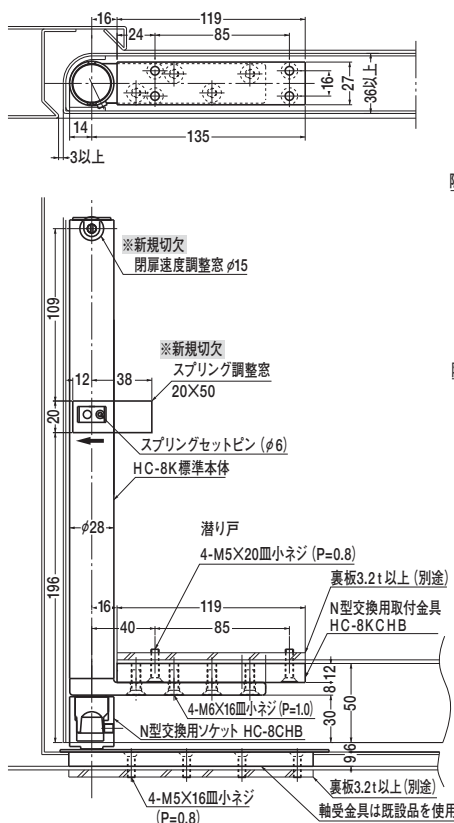 16
119
24
85
16
27
36以上
14
135
3以上
※新規切欠
閉扉速度調整窓 φ15
109
※新規切欠
スプリング調整窓
20×50
12
38
20
スプリングセットピン (φ6)
HC-8K標準本体
φ28
潜り戸
4-M5×20皿小ネジ (P=0.8)
裏板3.2t以上 (別途)
196
16
119
N型交換用取付金具
HC-8KCHB
40
85
12
8
50
4-M6×16皿小ネジ (P=1.0)
30
N型交換用ソケット HC-8CHB
9.6
裏板3.2t以上 (別途)
4-M5×16皿小ネジ
(P=0.8)
軸受金具は既設品を使用